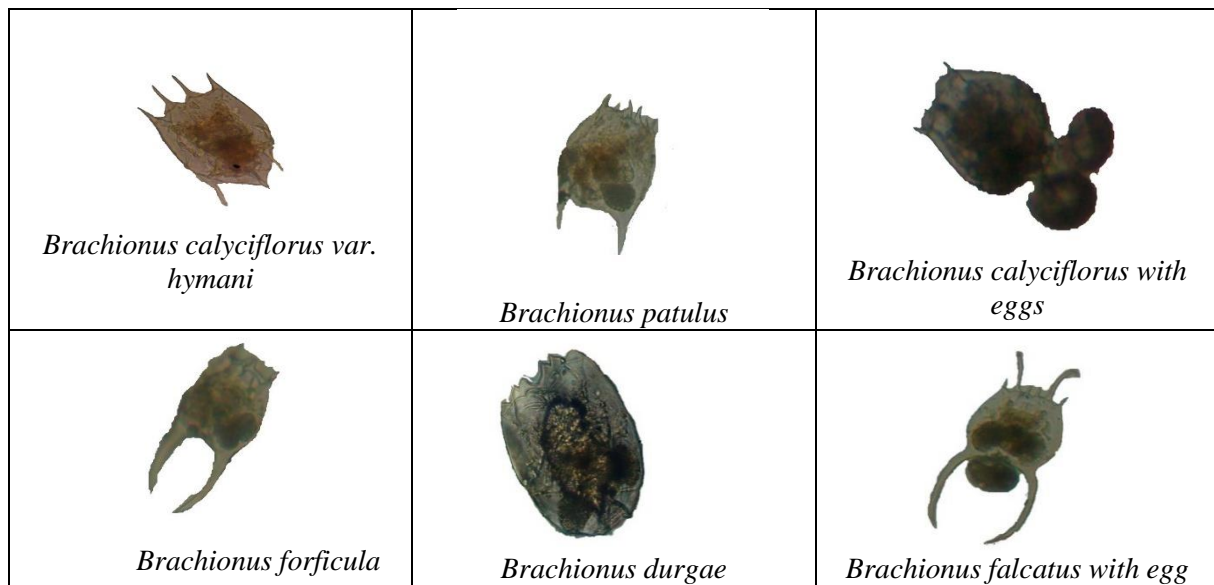 Brachionus calyciflorus var.
hymani
Brachionus patulus
Brachionus calyciflorus with
eggs
Brachionus forficula
Brachionus durgae
Brachionus falcatus with egg